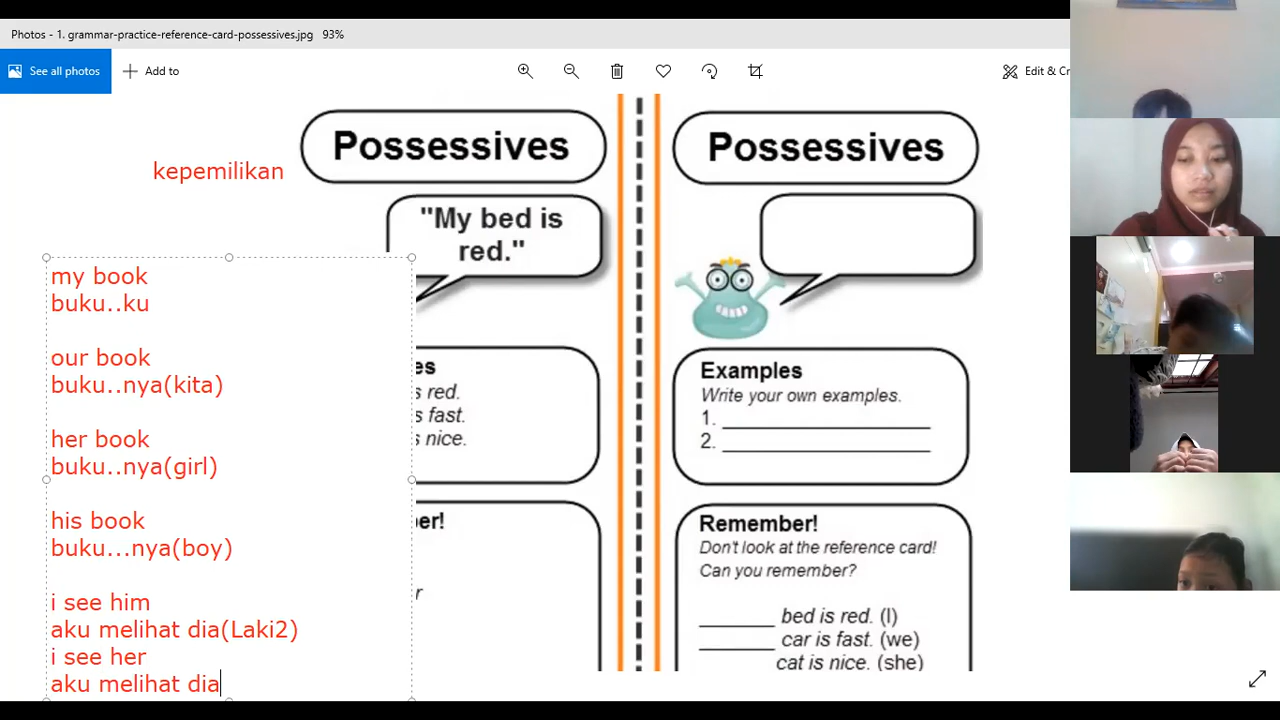 Photos - 1. grammar-practice-reference-card-possessives.jpg 93%
See all photos
Add to
Edit & Cr
kepemilikan
Possessives
"My bed is
red."
my book
buku..ku
our book
buku..nya(kita)
her book
buku..nya(girl)
his book
buku...nya(boy)
i see him
aku melihat dia(Laki2)
i see her
aku melihat dia
es
s red.
s fast.
s nice.
er!
r
Possessives
Examples
Write your own examples.
1. ________
2. ________
Remember!
Don't look at the reference card!
Can you remember?
________ bed is red. (I)
________ car is fast. (we)
cat is nice. (she)